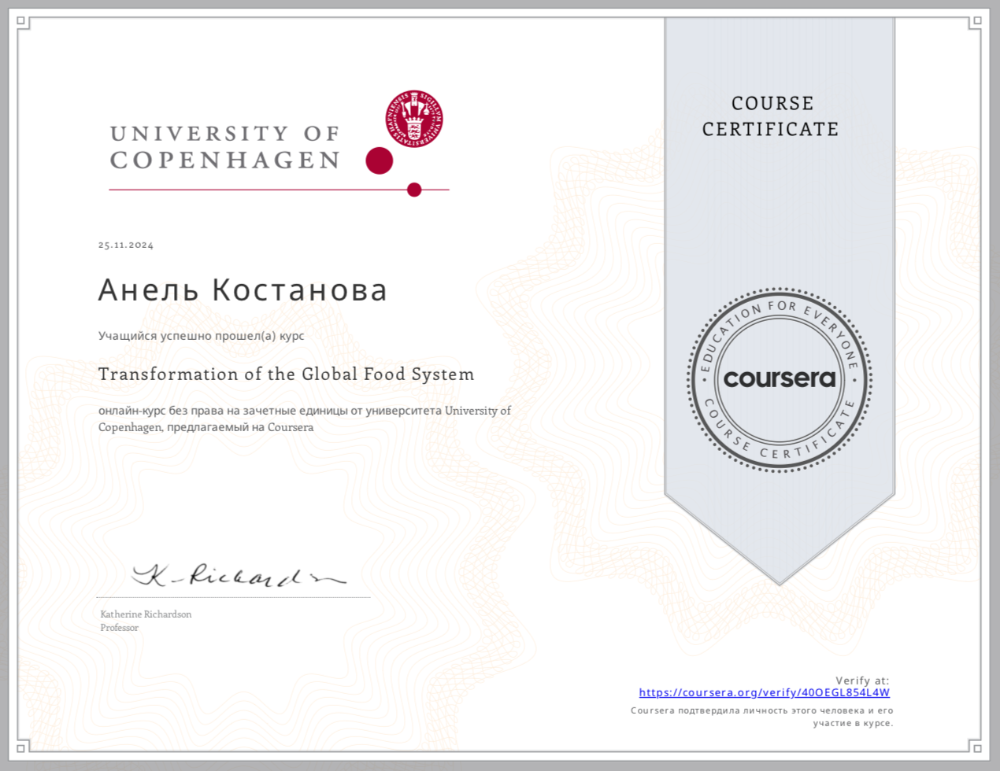 UNIVERSITY OF
COPENHAGEN
25.11.2024
Анель Костанова
Учащийся успешно прошел(а) курс
Transformation of the Global Food System
онлайн-курс без права на зачетные единицы от университета University of
Copenhagen, предлагаемый на Coursera
K Richardson
Katherine Richardson
Professor
COURSE
CERTIFICATE
EDUCATION FOR EVERYONE
coursera
COURSE CERTIFICATE
Verify at:
https://coursera.org/verify/40OEGL854L4W
Coursera подтвердила личность этого человека и его
участие в курсе.